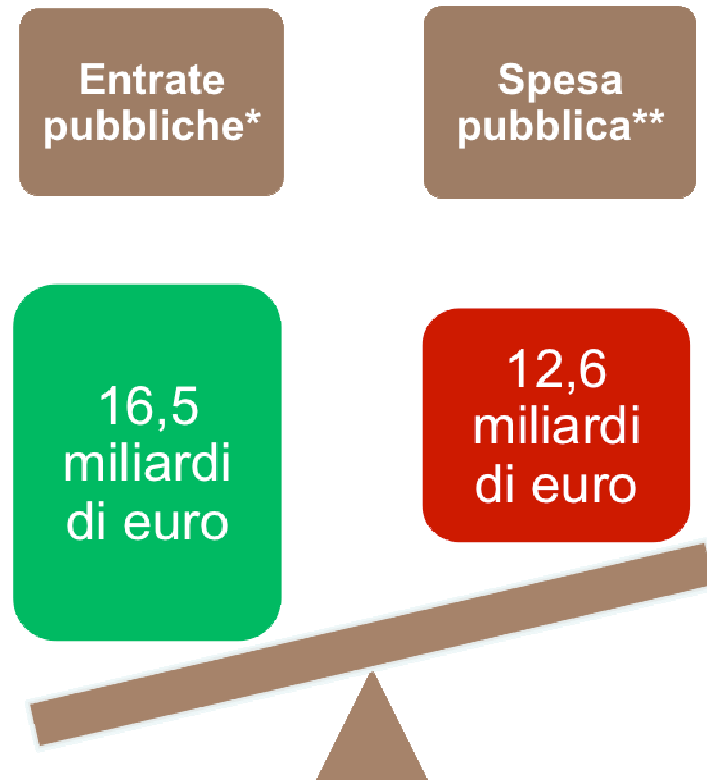 Entrate
pubbliche*
Spesa
pubblica**
16,5
miliardi
di euro
12,6
miliardi
di euro